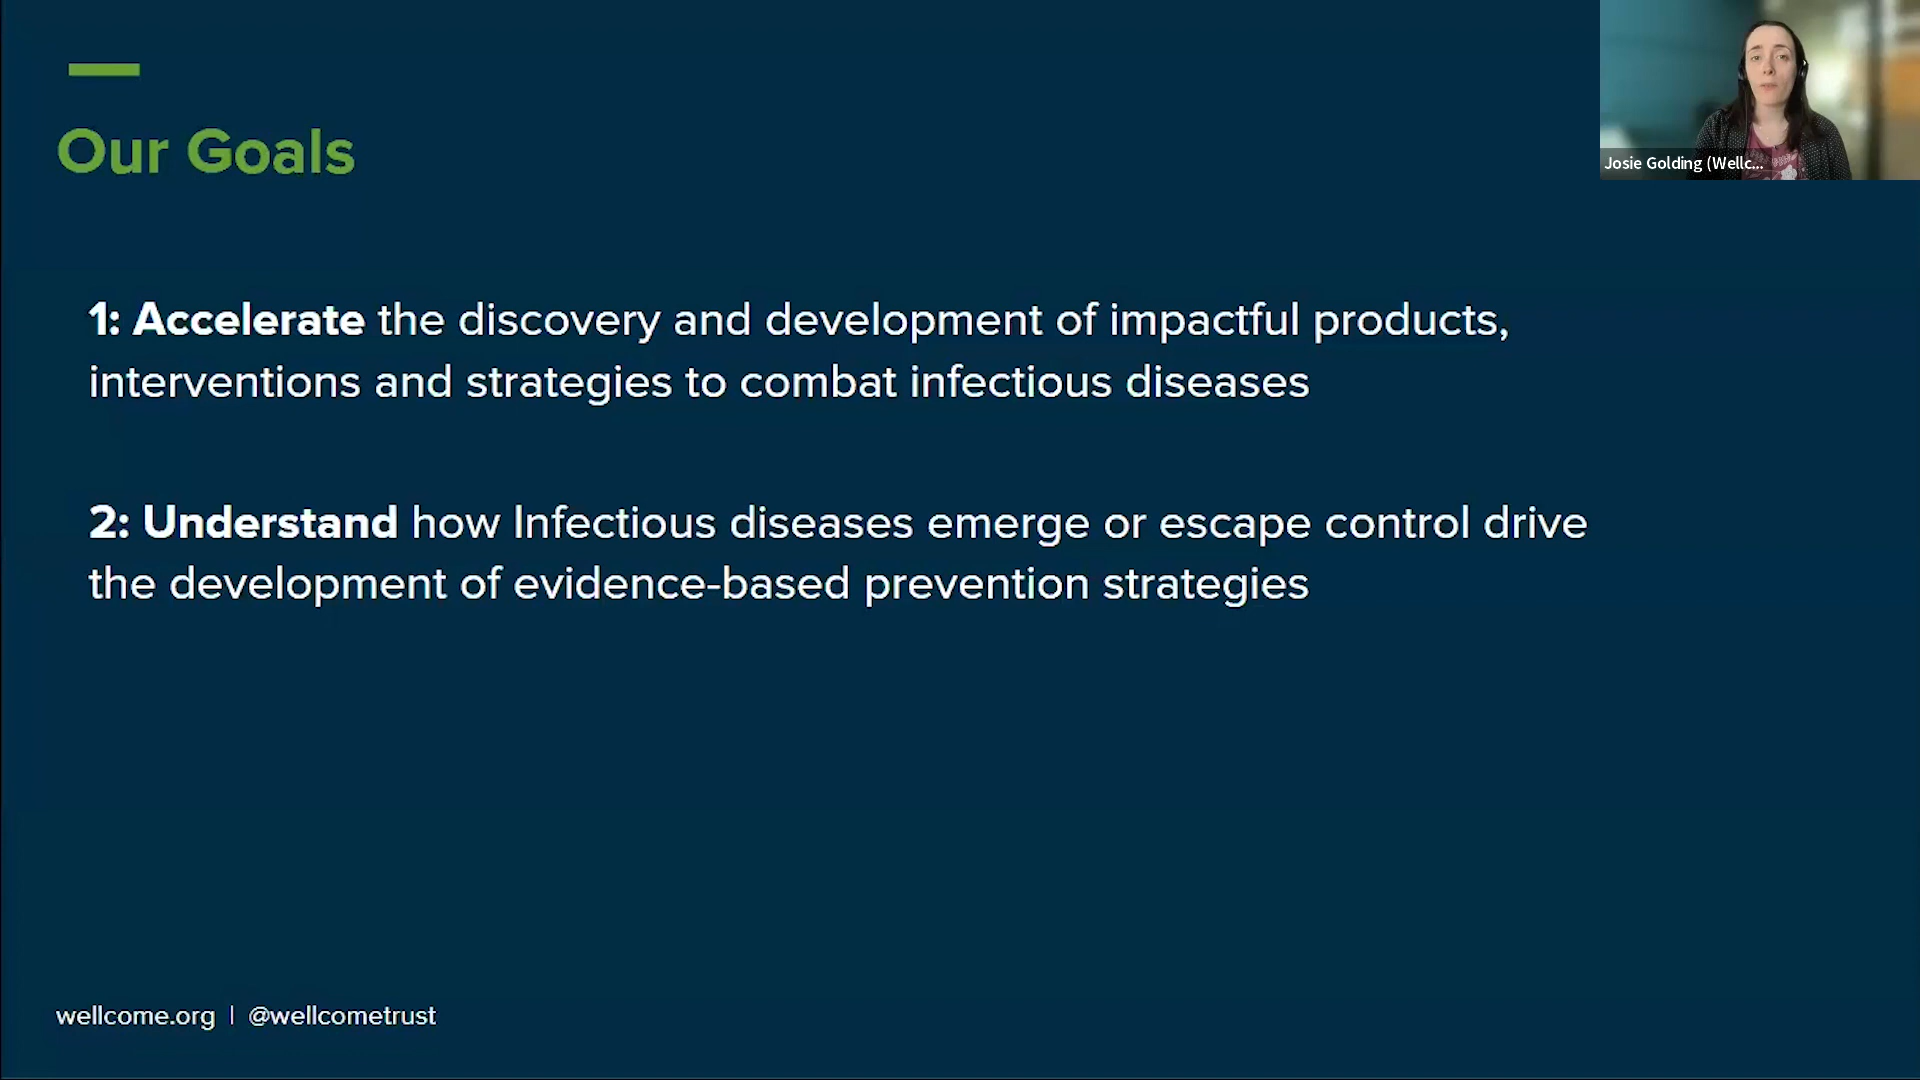 Our Goals
Josie Golding (Wellc...
1: Accelerate the discovery and development of impactful products,
interventions and strategies to combat infectious diseases
2: Understand how Infectious diseases emerge or escape control drive
the development of evidence-based prevention strategies
wellcome.org | @wellcometrust